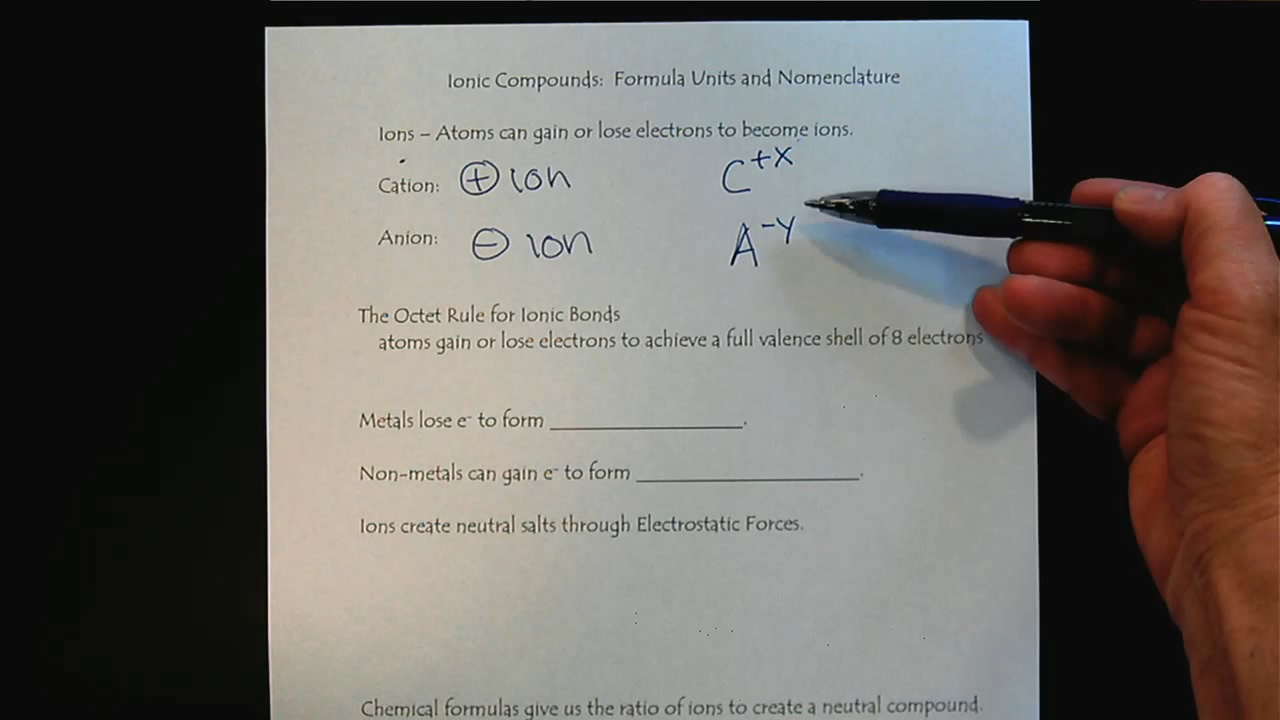 Ionic Compounds: Formula Units and Nomenclature
Ions – Atoms can gain or lose electrons to become ions.
Cation: ⊕ ion C⁺ˣ
Anion: ⊖ ion A⁻ʸ
The Octet Rule for Ionic Bonds
atoms gain or lose electrons to achieve a full valence shell of 8 electrons
Metals lose e⁻ to form ____________________.
Non-metals can gain e⁻ to form _______________________.
Ions create neutral salts through Electrostatic Forces.
Chemical formulas give us the ratio of ions to create a neutral compound.